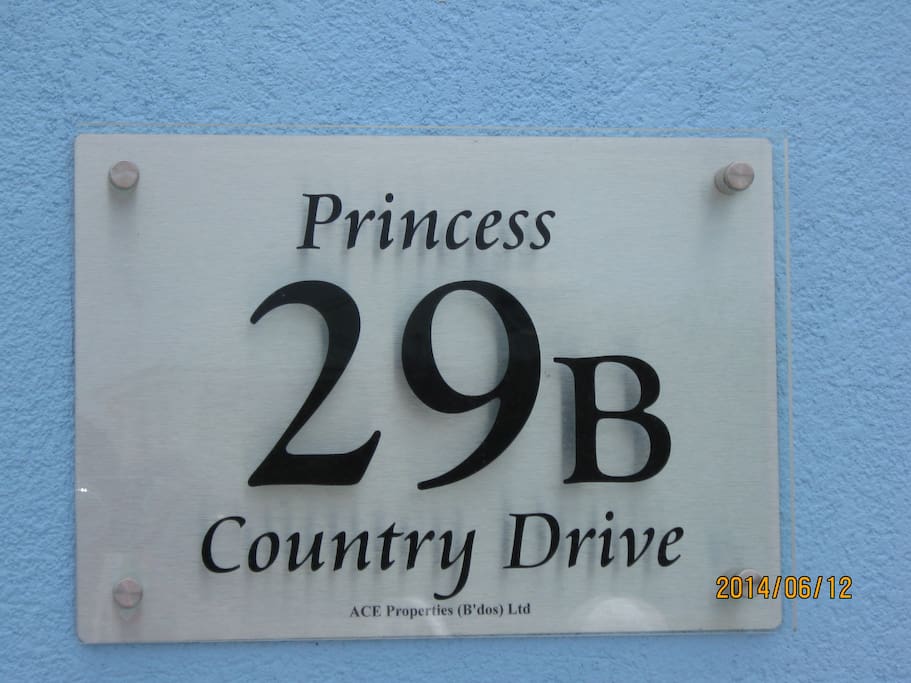 Princess
29B
Country Drive
ACE Properties (B'dos) Ltd
2014/06/12